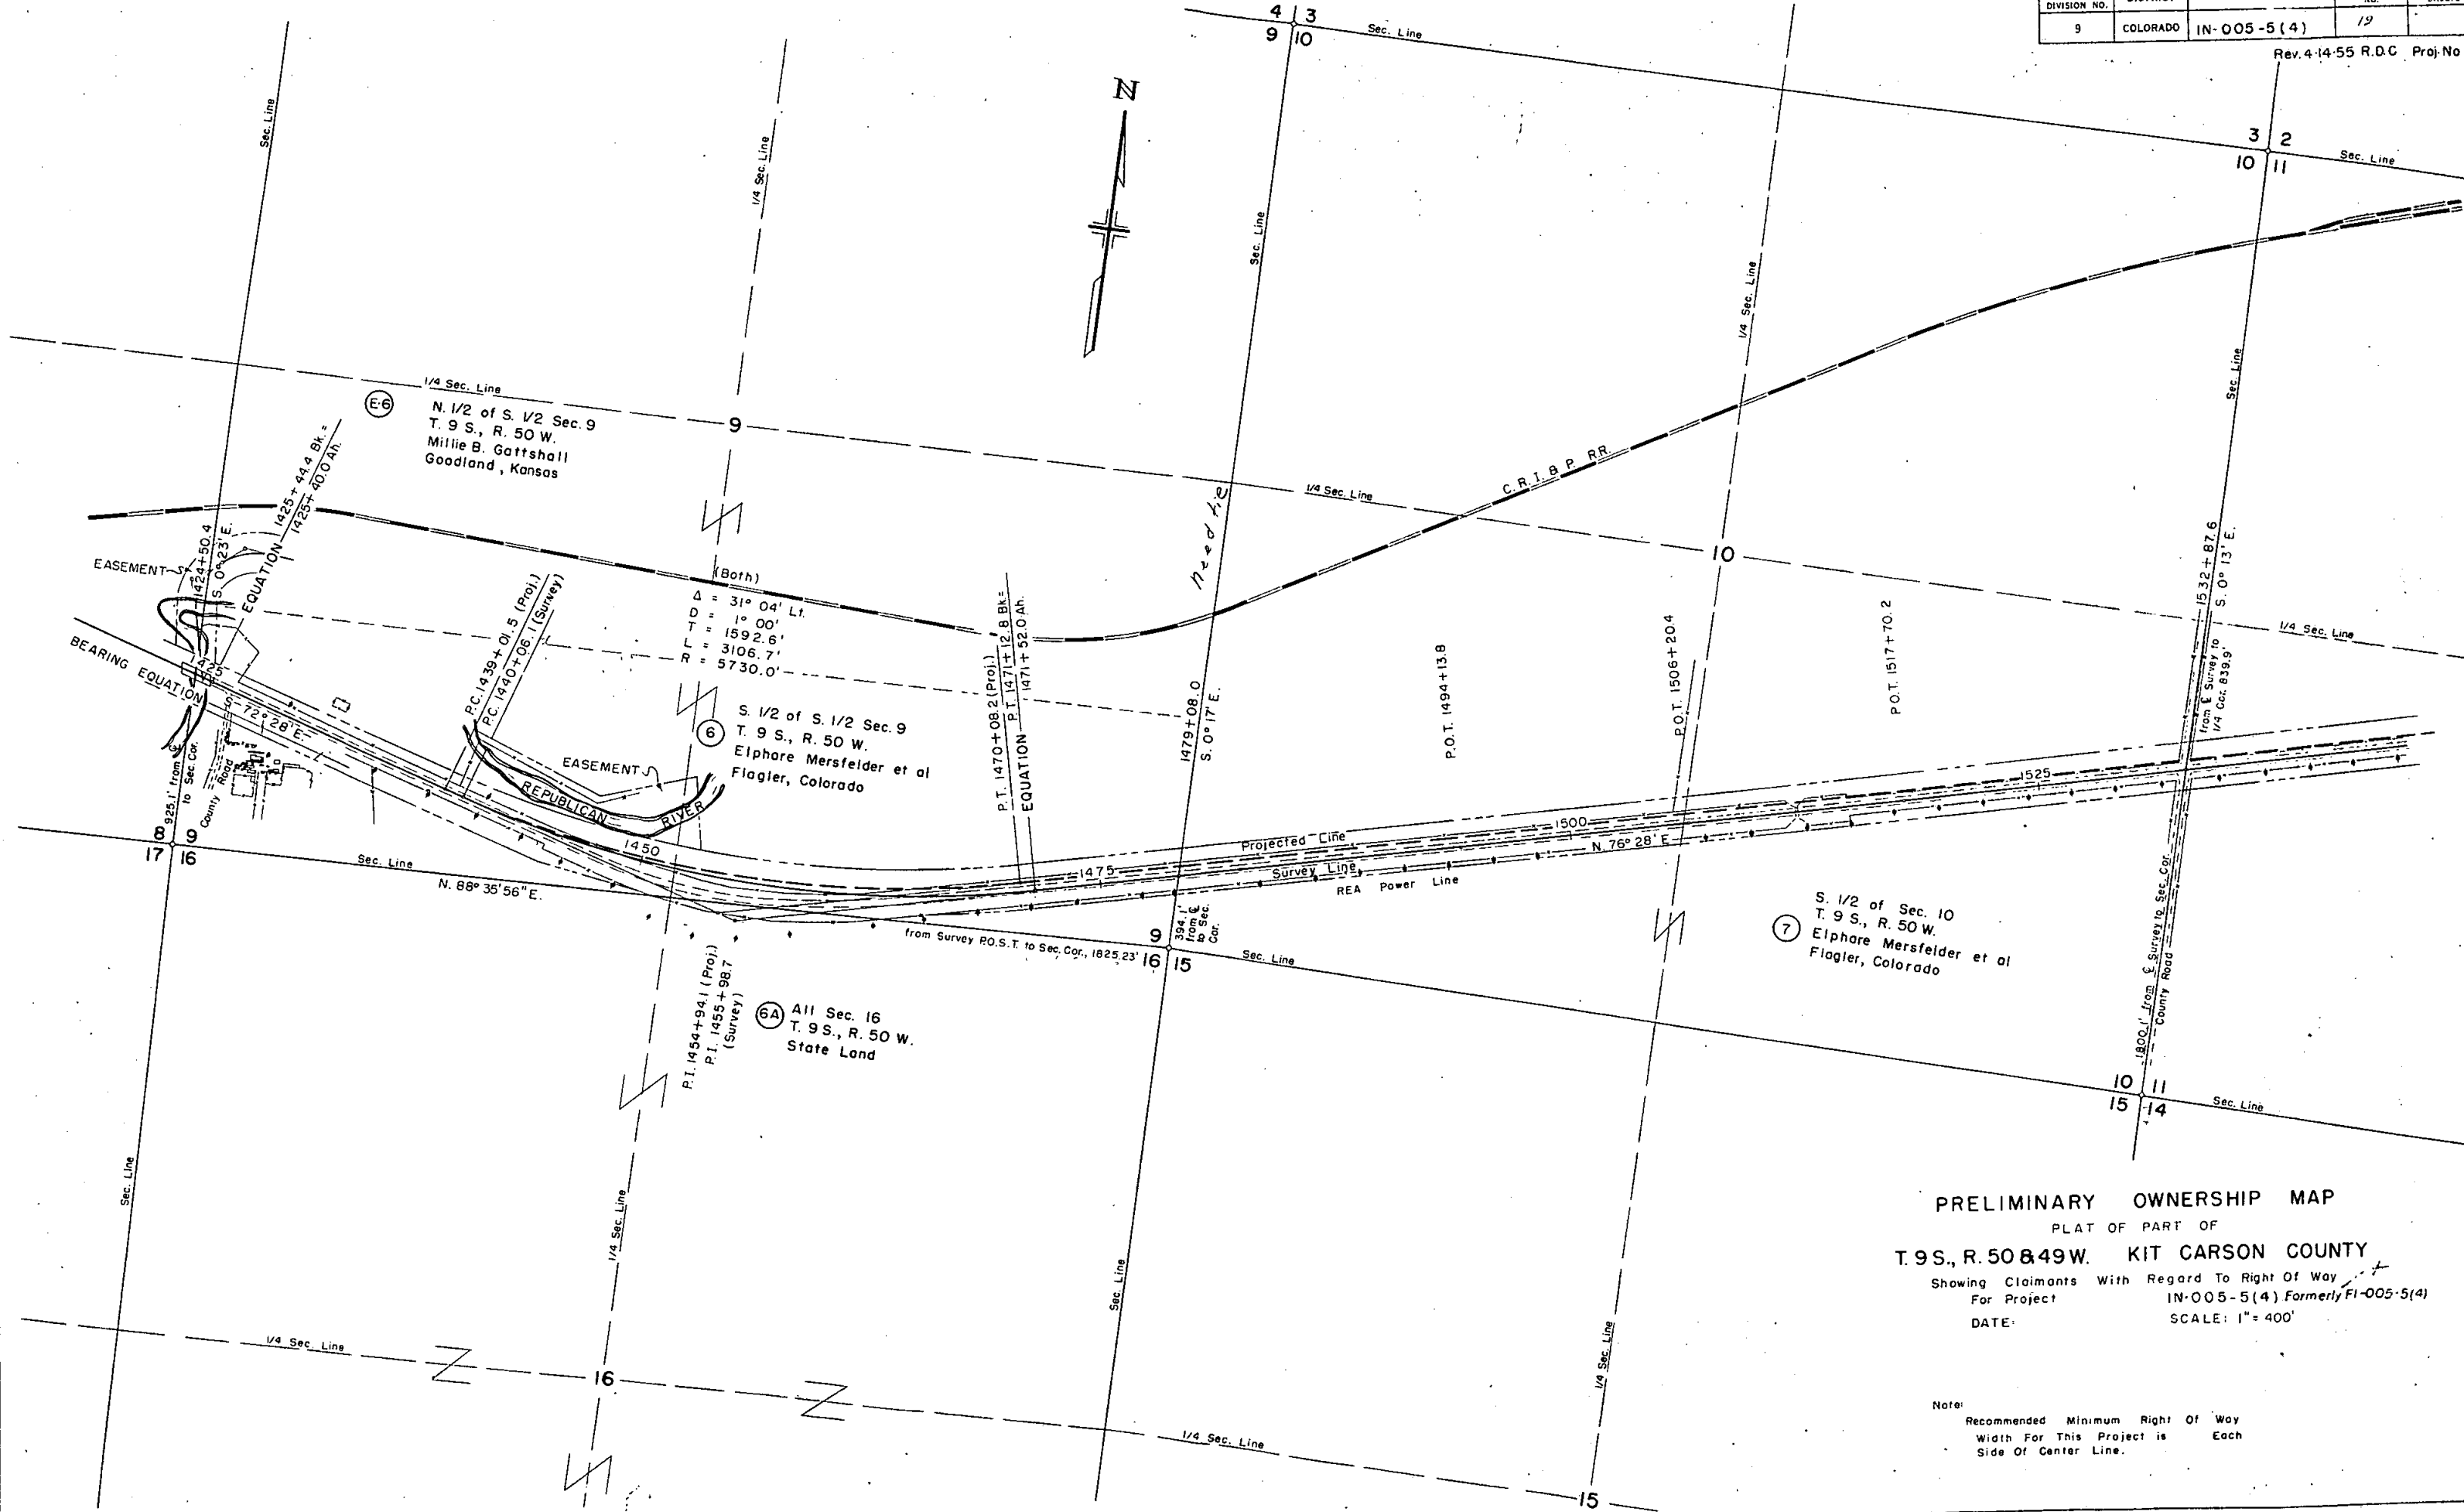 DIVISION NO.
9 COLORADO IN-005-5(4) 19
Rev. 4-14-55 R.D.C. Proj. No
4 3
9 10
Sec. Line
3 2
10 11
Sec. Line
N
Sec. Line
1/4 Sec. Line
Sec. Line
1/4 Sec. Line
Sec. Line
1/4 Sec. Line
E-6
N. 1/2 of S. 1/2 Sec. 9
T. 9 S., R. 50 W.
Millie B. Gattshall
Goodland, Kansas
9
1/4 Sec. Line
C. R. I. & P. RR.
10
1/4 Sec. Line
need tie
EASEMENT
1424+50.4
S. 0° 23' E.
EQUATION
1425+44.4 Bk. =
1425+40.0 Ah.
BEARING EQUATION
1425
S 72° 28' E.
P.C. 1439+01.5 (Proj.)
P.C. 1440+06.1 (Survey)
(Both)
Δ = 31° 04' Lt.
D = 1° 00'
T = 1592.6'
L = 3106.7'
R = 5730.0'
6
S. 1/2 of S. 1/2 Sec. 9
T. 9 S., R. 50 W.
Elphare Mersfelder et al
Flagler, Colorado
EASEMENT
REPUBLICAN RIVER
P.T. 1470+08.2 (Proj.)
EQUATION P.T. 1471+12.8 Bk. =
1471+52.0 Ah.
1479+08.0
S. 0° 17' E.
P.O.T. 1494+13.8
P.O.T. 1506+20.4
P.O.T. 1517+70.2
1532+87.6
S. 0° 13' E.
from ℄ Survey to
1/4 Cor. 839.9'
925.1' from ℄
to Sec. Cor.
County Road
8 9
17 16
Sec. Line
N. 88° 35' 56" E.
1450
1475
Projected Line
Survey Line
REA Power Line
1500
N. 76° 28' E
1525
from Survey P.O.S.T. to Sec. Cor., 1825.23'
394.1'
from ℄
to Sec.
Cor.
9
16 15
Sec. Line
P.I. 1454+94.1 (Proj.)
P.I. 1455+98.7
(Survey)
6A
All Sec. 16
T. 9 S., R. 50 W.
State Land
7
S. 1/2 of Sec. 10
T. 9 S., R. 50 W.
Elphare Mersfelder et al
Flagler, Colorado
1800.1' from ℄ Survey to Sec. Cor.
County Road
10 11
15 14
Sec. Line
Sec. Line
1/4 Sec. Line
Sec. Line
1/4 Sec. Line
1/4 Sec. Line
16
1/4 Sec. Line
15
PRELIMINARY OWNERSHIP MAP
PLAT OF PART OF
T. 9 S., R. 50 & 49 W. KIT CARSON COUNTY
Showing Claimants With Regard To Right Of Way
For Project IN-005-5(4) Formerly FI-005-5(4)
DATE: SCALE: 1" = 400'
Note:
Recommended Minimum Right Of Way
Width For This Project is Each
Side Of Center Line.